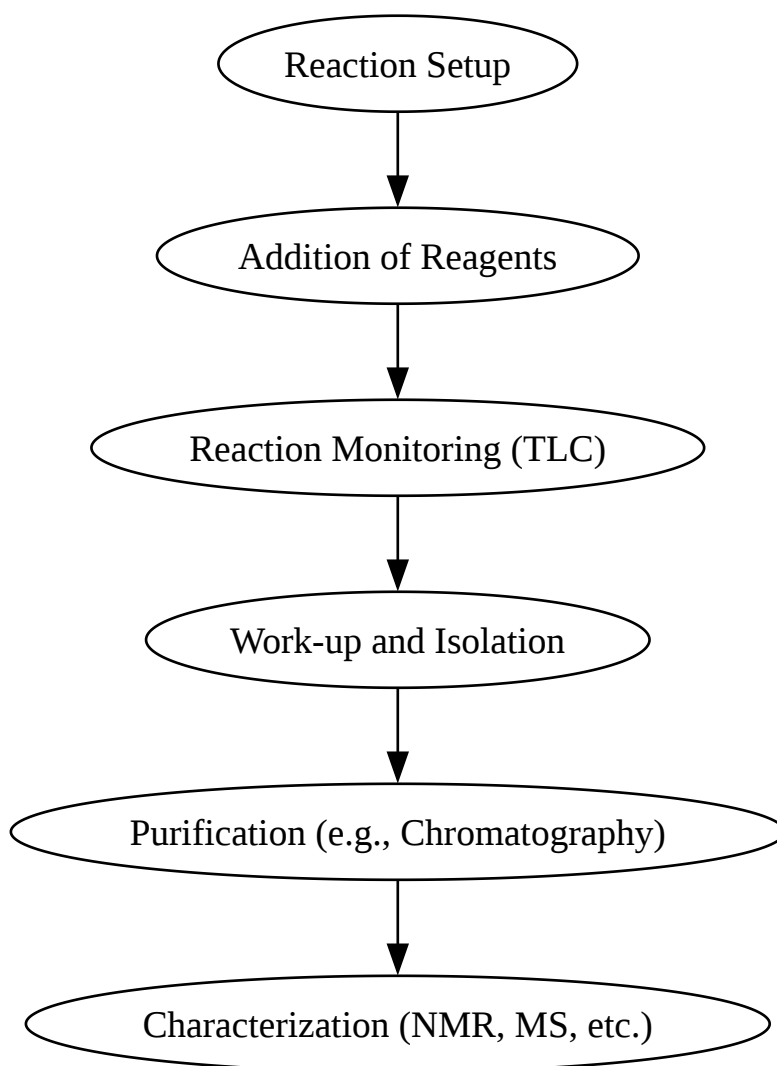 Reaction Setup
Addition of Reagents
Reaction Monitoring (TLC)
Work-up and Isolation
Purification (e.g., Chromatography)
Characterization (NMR, MS, etc.)